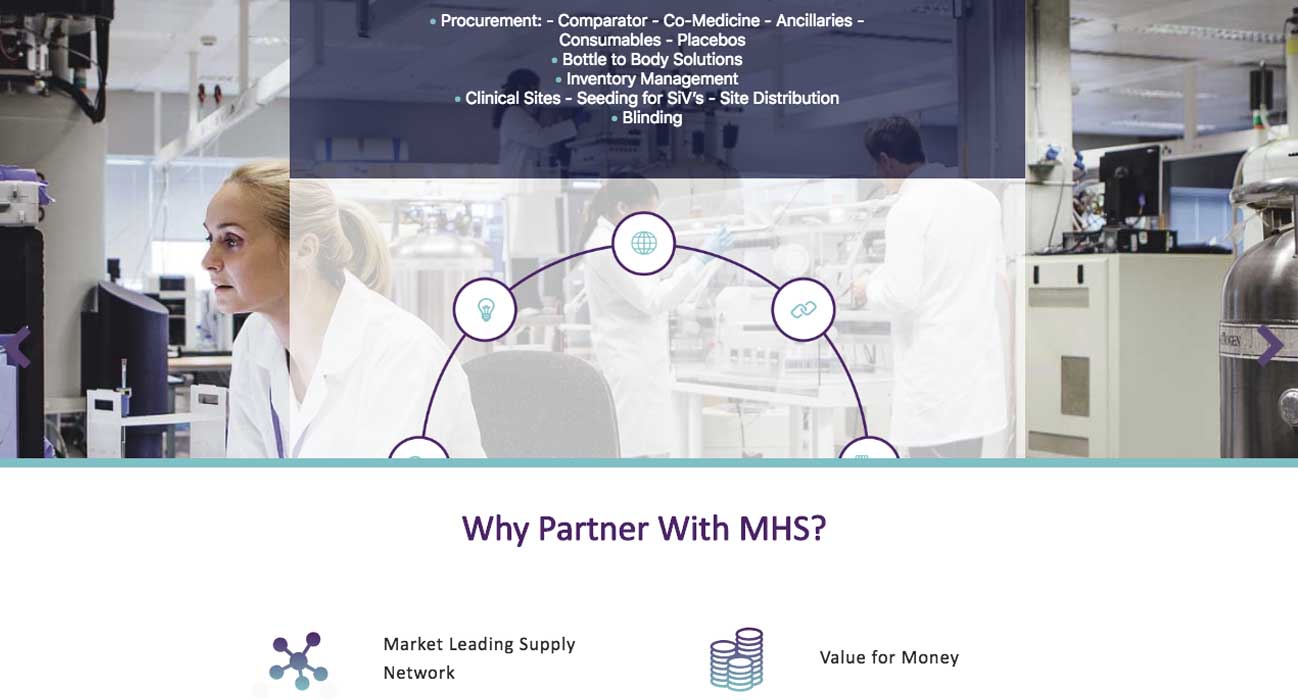 • Procurement: - Comparator - Co-Medicine - Ancillaries -
Consumables - Placebos
• Bottle to Body Solutions
• Inventory Management
• Clinical Sites - Seeding for SiV’s - Site Distribution
• Blinding
Why Partner With MHS?
Market Leading Supply
Network
Value for Money